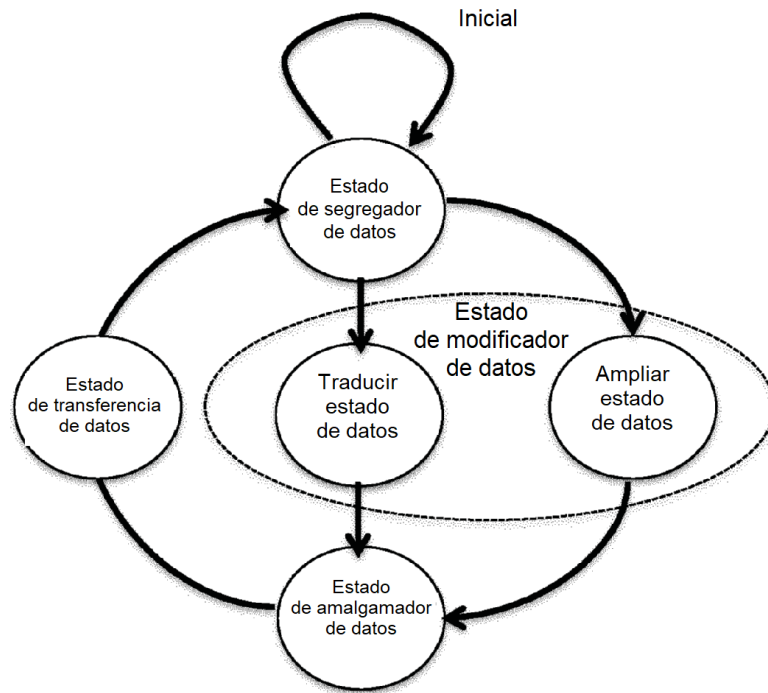 Inicial
Estado
de segregador
de datos
Estado
de modificador
de datos
Estado
de transferencia
de datos
Traducir
estado
de datos
Ampliar
estado
de datos
Estado
de amalgamador
de datos